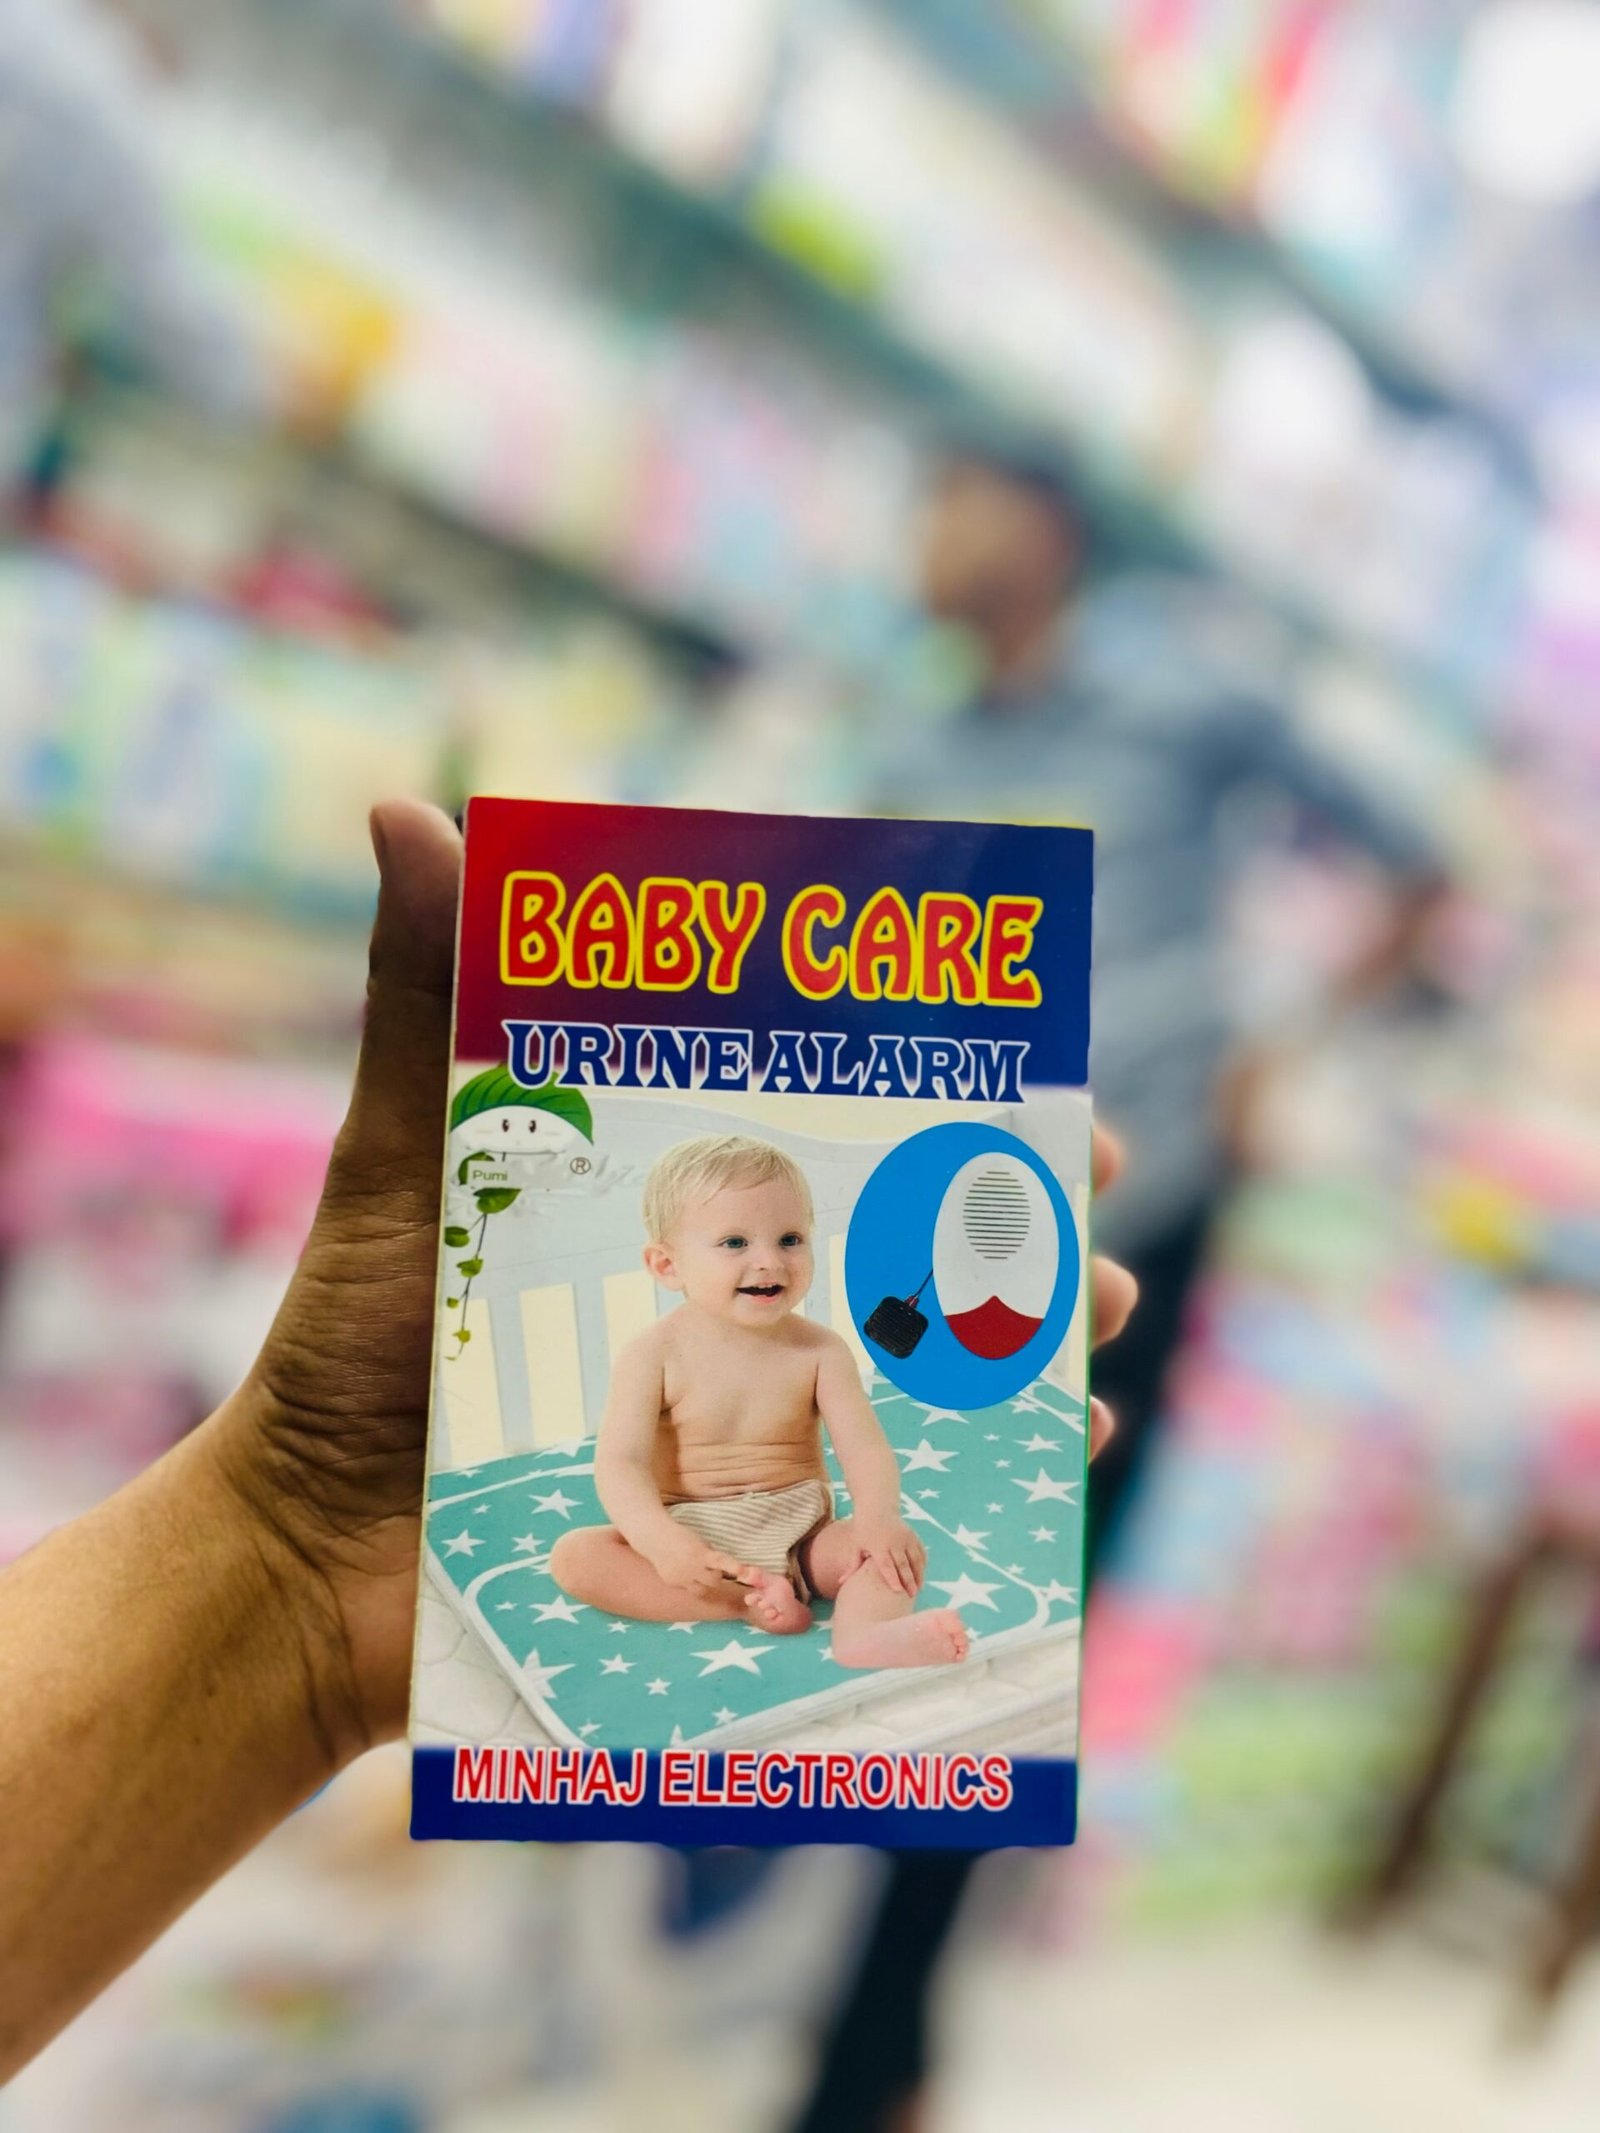 BABY CARE
URINE ALARM
Pumi
®
MINHAJ ELECTRONICS